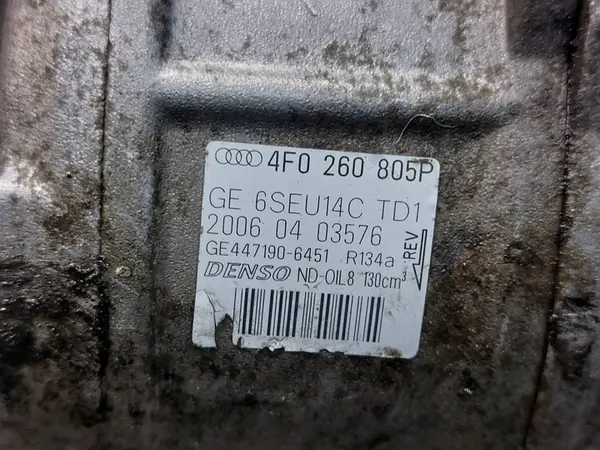 4F0 260 805P
GE 6SEU14C TD1
2006 04 03576
GE447190-6451 R134a
DENSO ND-OIL8 130cm³
REV